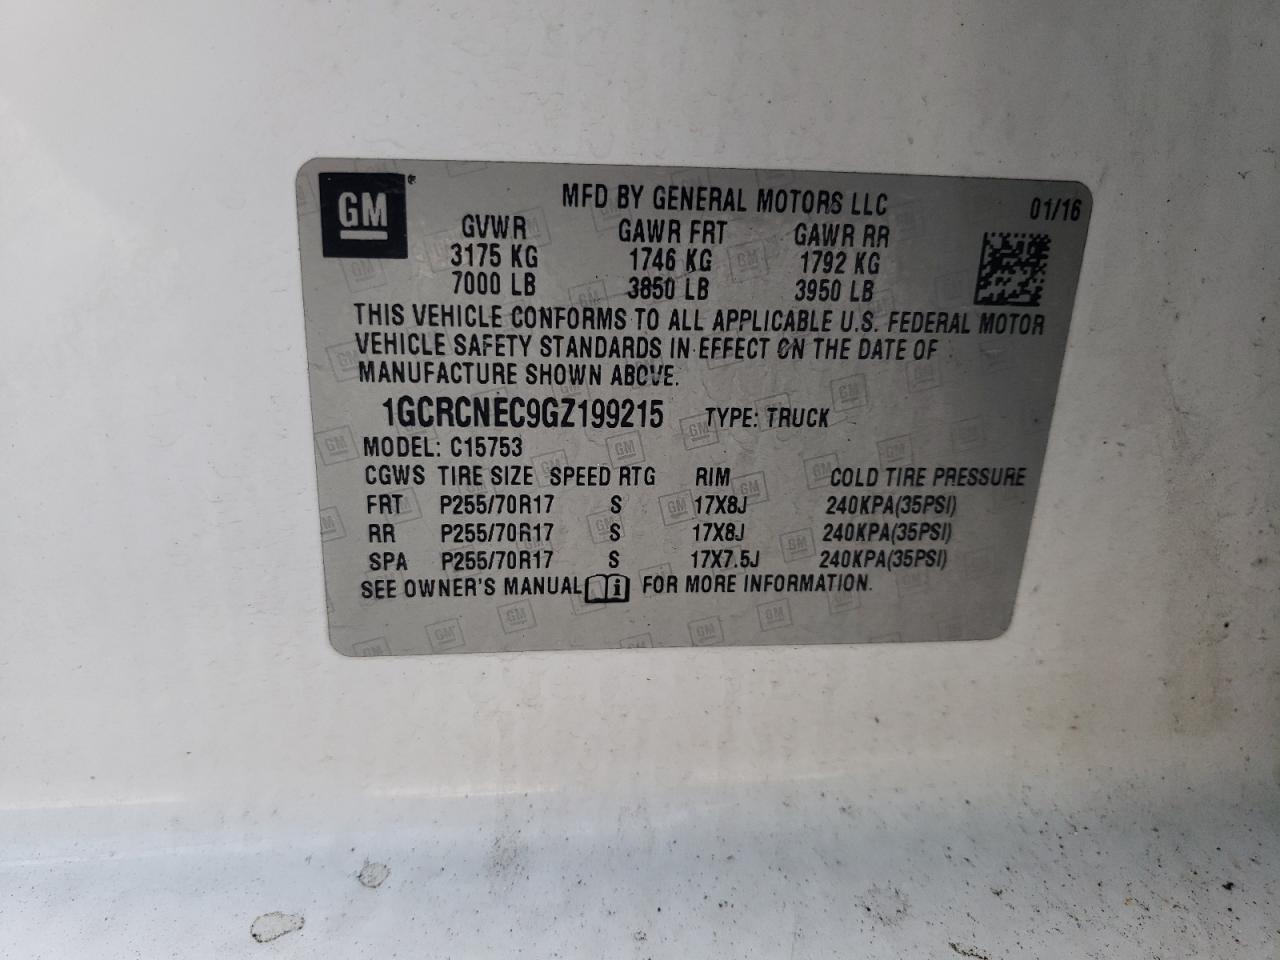 GM
MFD BY GENERAL MOTORS LLC
01/16
GVWR GAWR FRT GAWR RR
3175 KG 1746 KG 1792 KG
7000 LB 3850 LB 3950 LB
THIS VEHICLE CONFORMS TO ALL APPLICABLE U.S. FEDERAL MOTOR
VEHICLE SAFETY STANDARDS IN EFFECT ON THE DATE OF
MANUFACTURE SHOWN ABOVE.
1GCRCNEC9GZ199215 TYPE: TRUCK
MODEL: C15753
CGWS TIRE SIZE SPEED RTG RIM COLD TIRE PRESSURE
FRT P255/70R17 S 17X8J 240KPA(35PSI)
RR P255/70R17 S 17X8J 240KPA(35PSI)
SPA P255/70R17 S 17X7.5J 240KPA(35PSI)
SEE OWNER'S MANUAL FOR MORE INFORMATION.